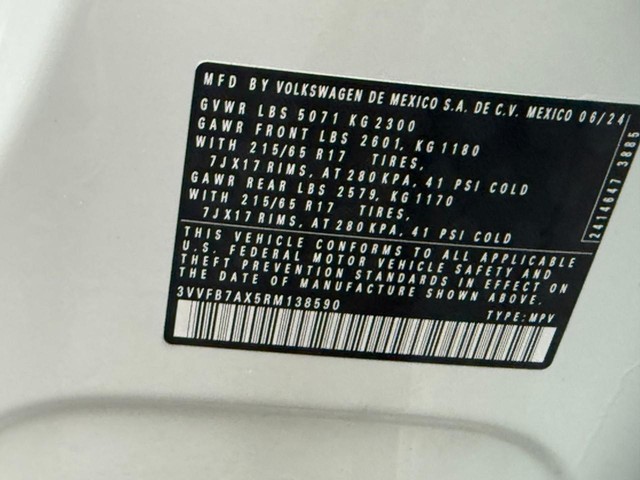 MFD BY VOLKSWAGEN DE MEXICO S.A. DE C.V. MEXICO 06/24
GVWR LBS 5071 KG 2300
GAWR FRONT LBS 2601, KG 1180
WITH 215/65 R17 TIRES,
7JX17 RIMS, AT 280 KPA, 41 PSI COLD
GAWR REAR LBS 2579, KG 1170
WITH 215/65 R17 TIRES,
7JX17 RIMS, AT 280 KPA, 41 PSI COLD
THIS VEHICLE CONFORMS TO ALL APPLICABLE
U.S. FEDERAL MOTOR VEHICLE SAFETY AND
THEFT PREVENTION STANDARDS IN EFFECT ON
THE DATE OF MANUFACTURE SHOWN ABOVE.
3VVFB7AX5RM138590
TYPE: MPV
2414647 3885